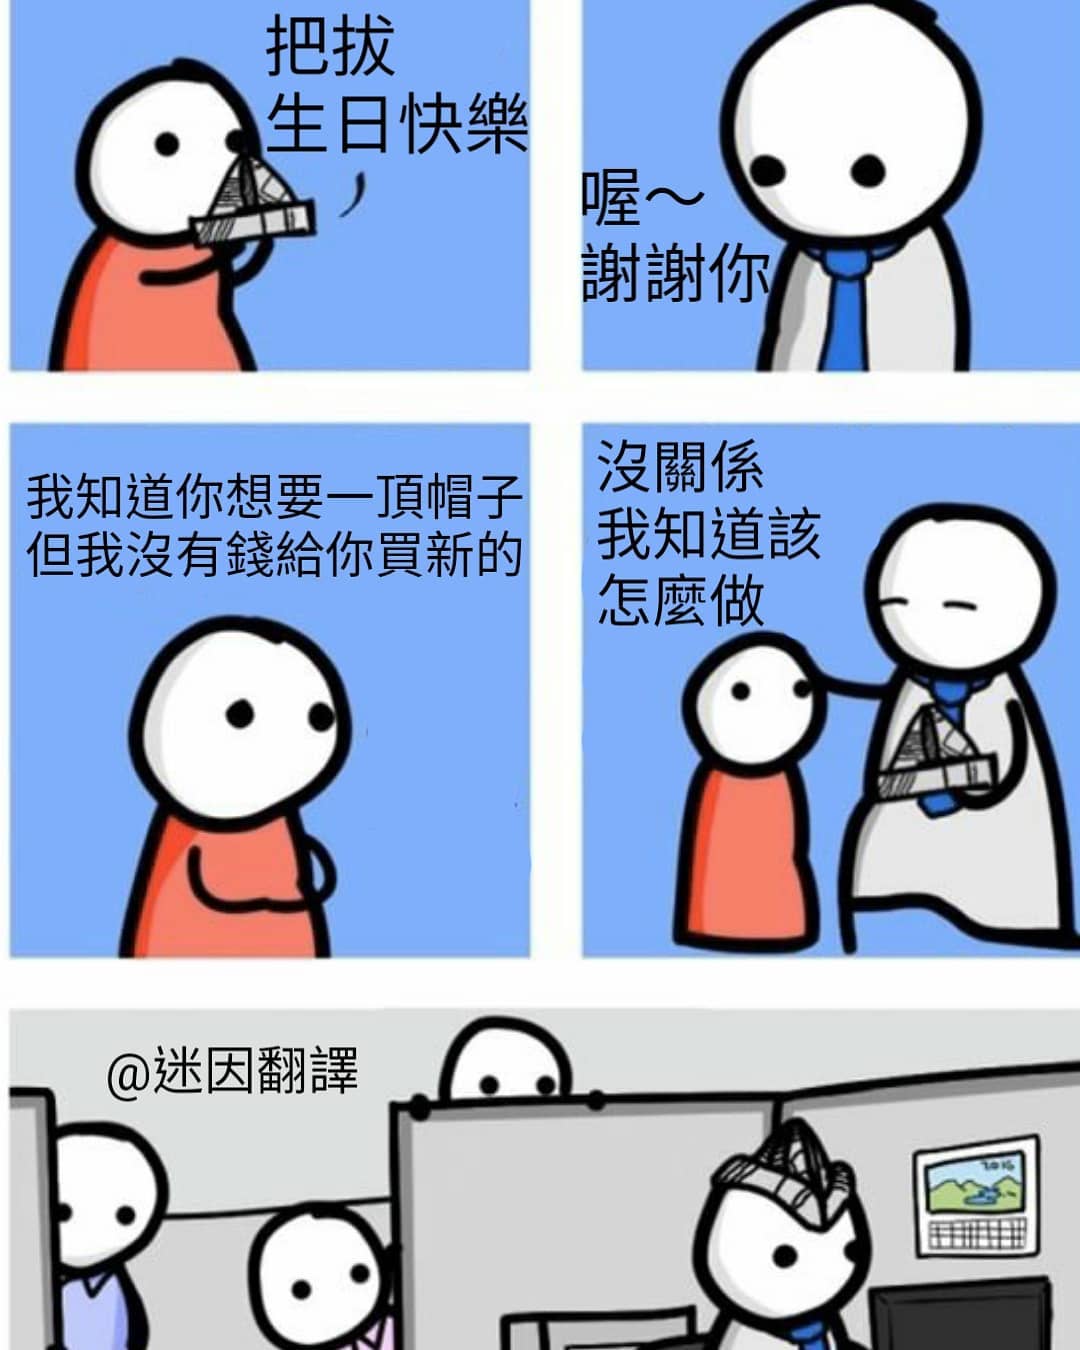 把拔
生日快樂
喔～
謝謝你
我知道你想要一頂帽子
但我沒有錢給你買新的
沒關係
我知道該
怎麼做
@迷因翻譯
2016